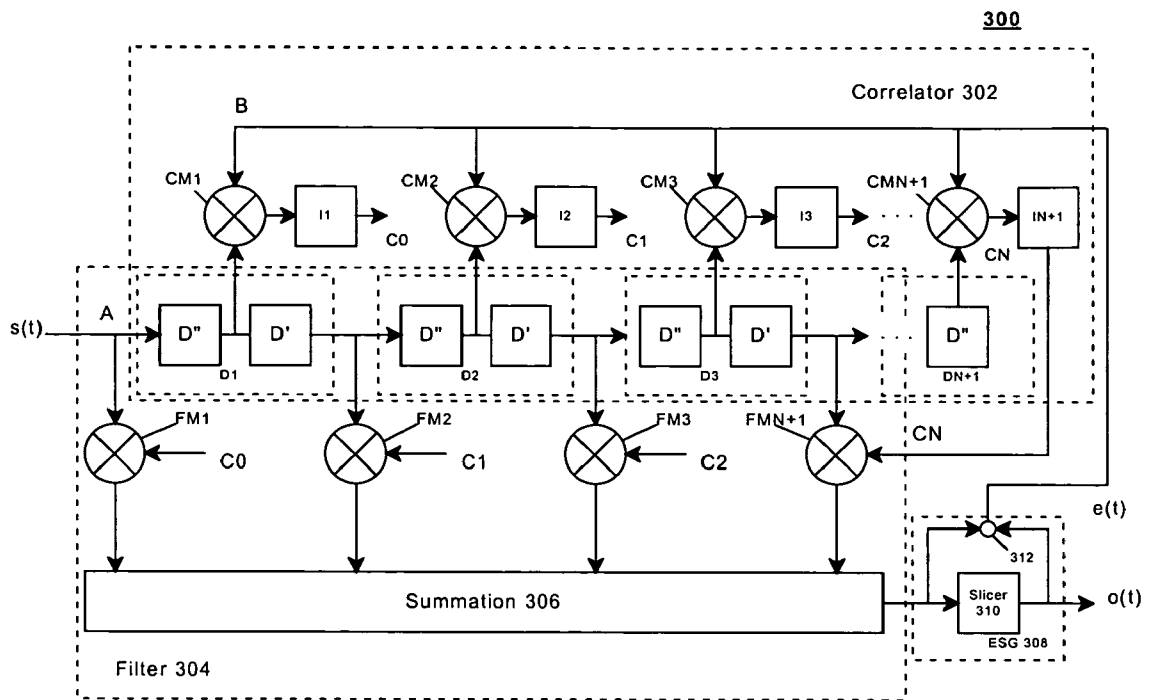 300
Correlator 302
B
CM1
CM2
CM3
CMN+1
I1
I2
I3
IN+1
C0
C1
C2
CN
s(t)
A
D"
D'
D"
D'
D"
D'
D"
D1
D2
D3
DN+1
FM1
FM2
FM3
FMN+1
CN
C0
C1
C2
e(t)
312
Summation 306
Slicer
310
o(t)
ESG 308
Filter 304